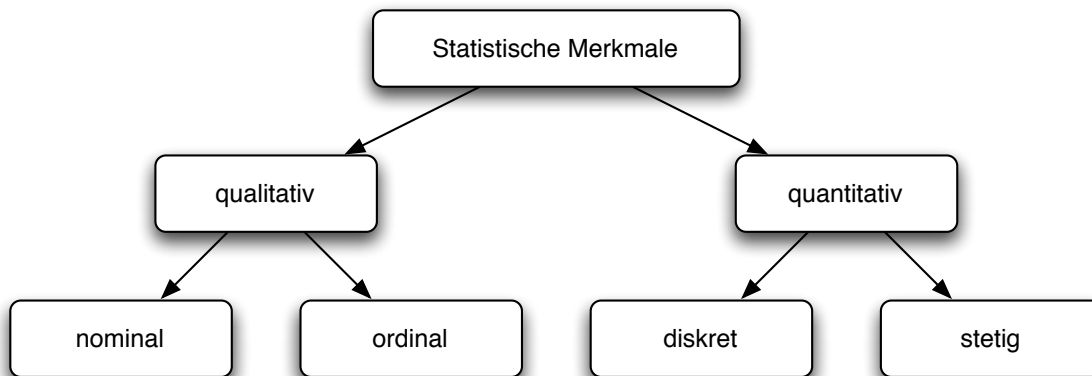 Statistische Merkmale
qualitativ
quantitativ
nominal
ordinal
diskret
stetig